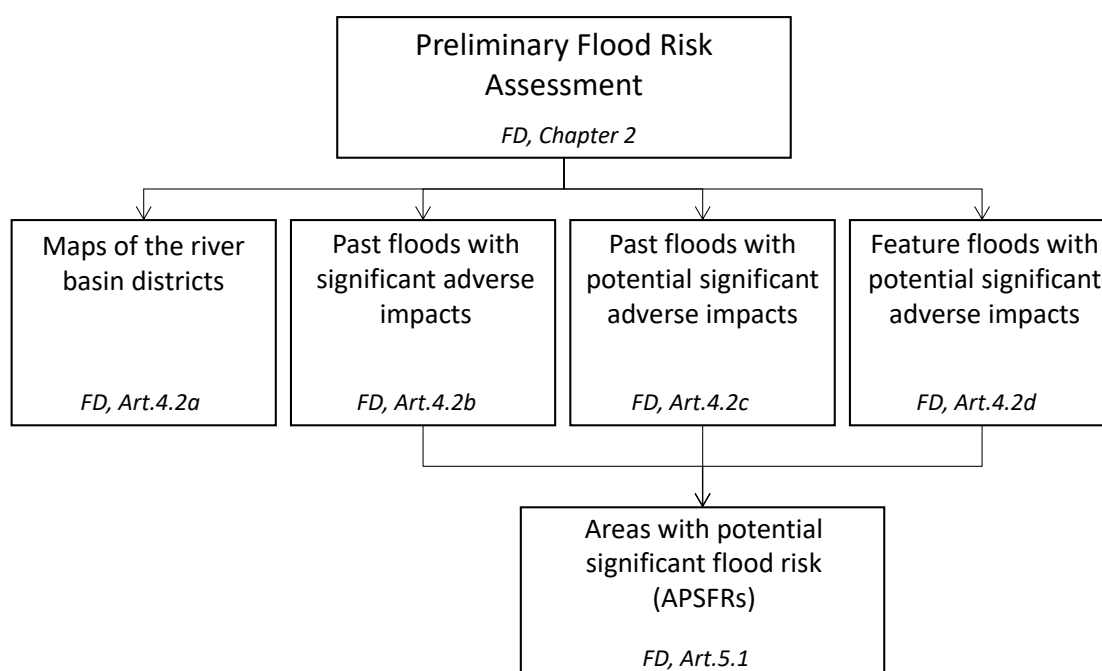 Preliminary Flood Risk
Assessment
FD, Chapter 2
Maps of the river
basin districts
FD, Art.4.2a
Past floods with
significant adverse
impacts
FD, Art.4.2b
Past floods with
potential significant
adverse impacts
FD, Art.4.2c
Feature floods with
potential significant
adverse impacts
FD, Art.4.2d
Areas with potential
significant flood risk
(APSFRs)
FD, Art.5.1